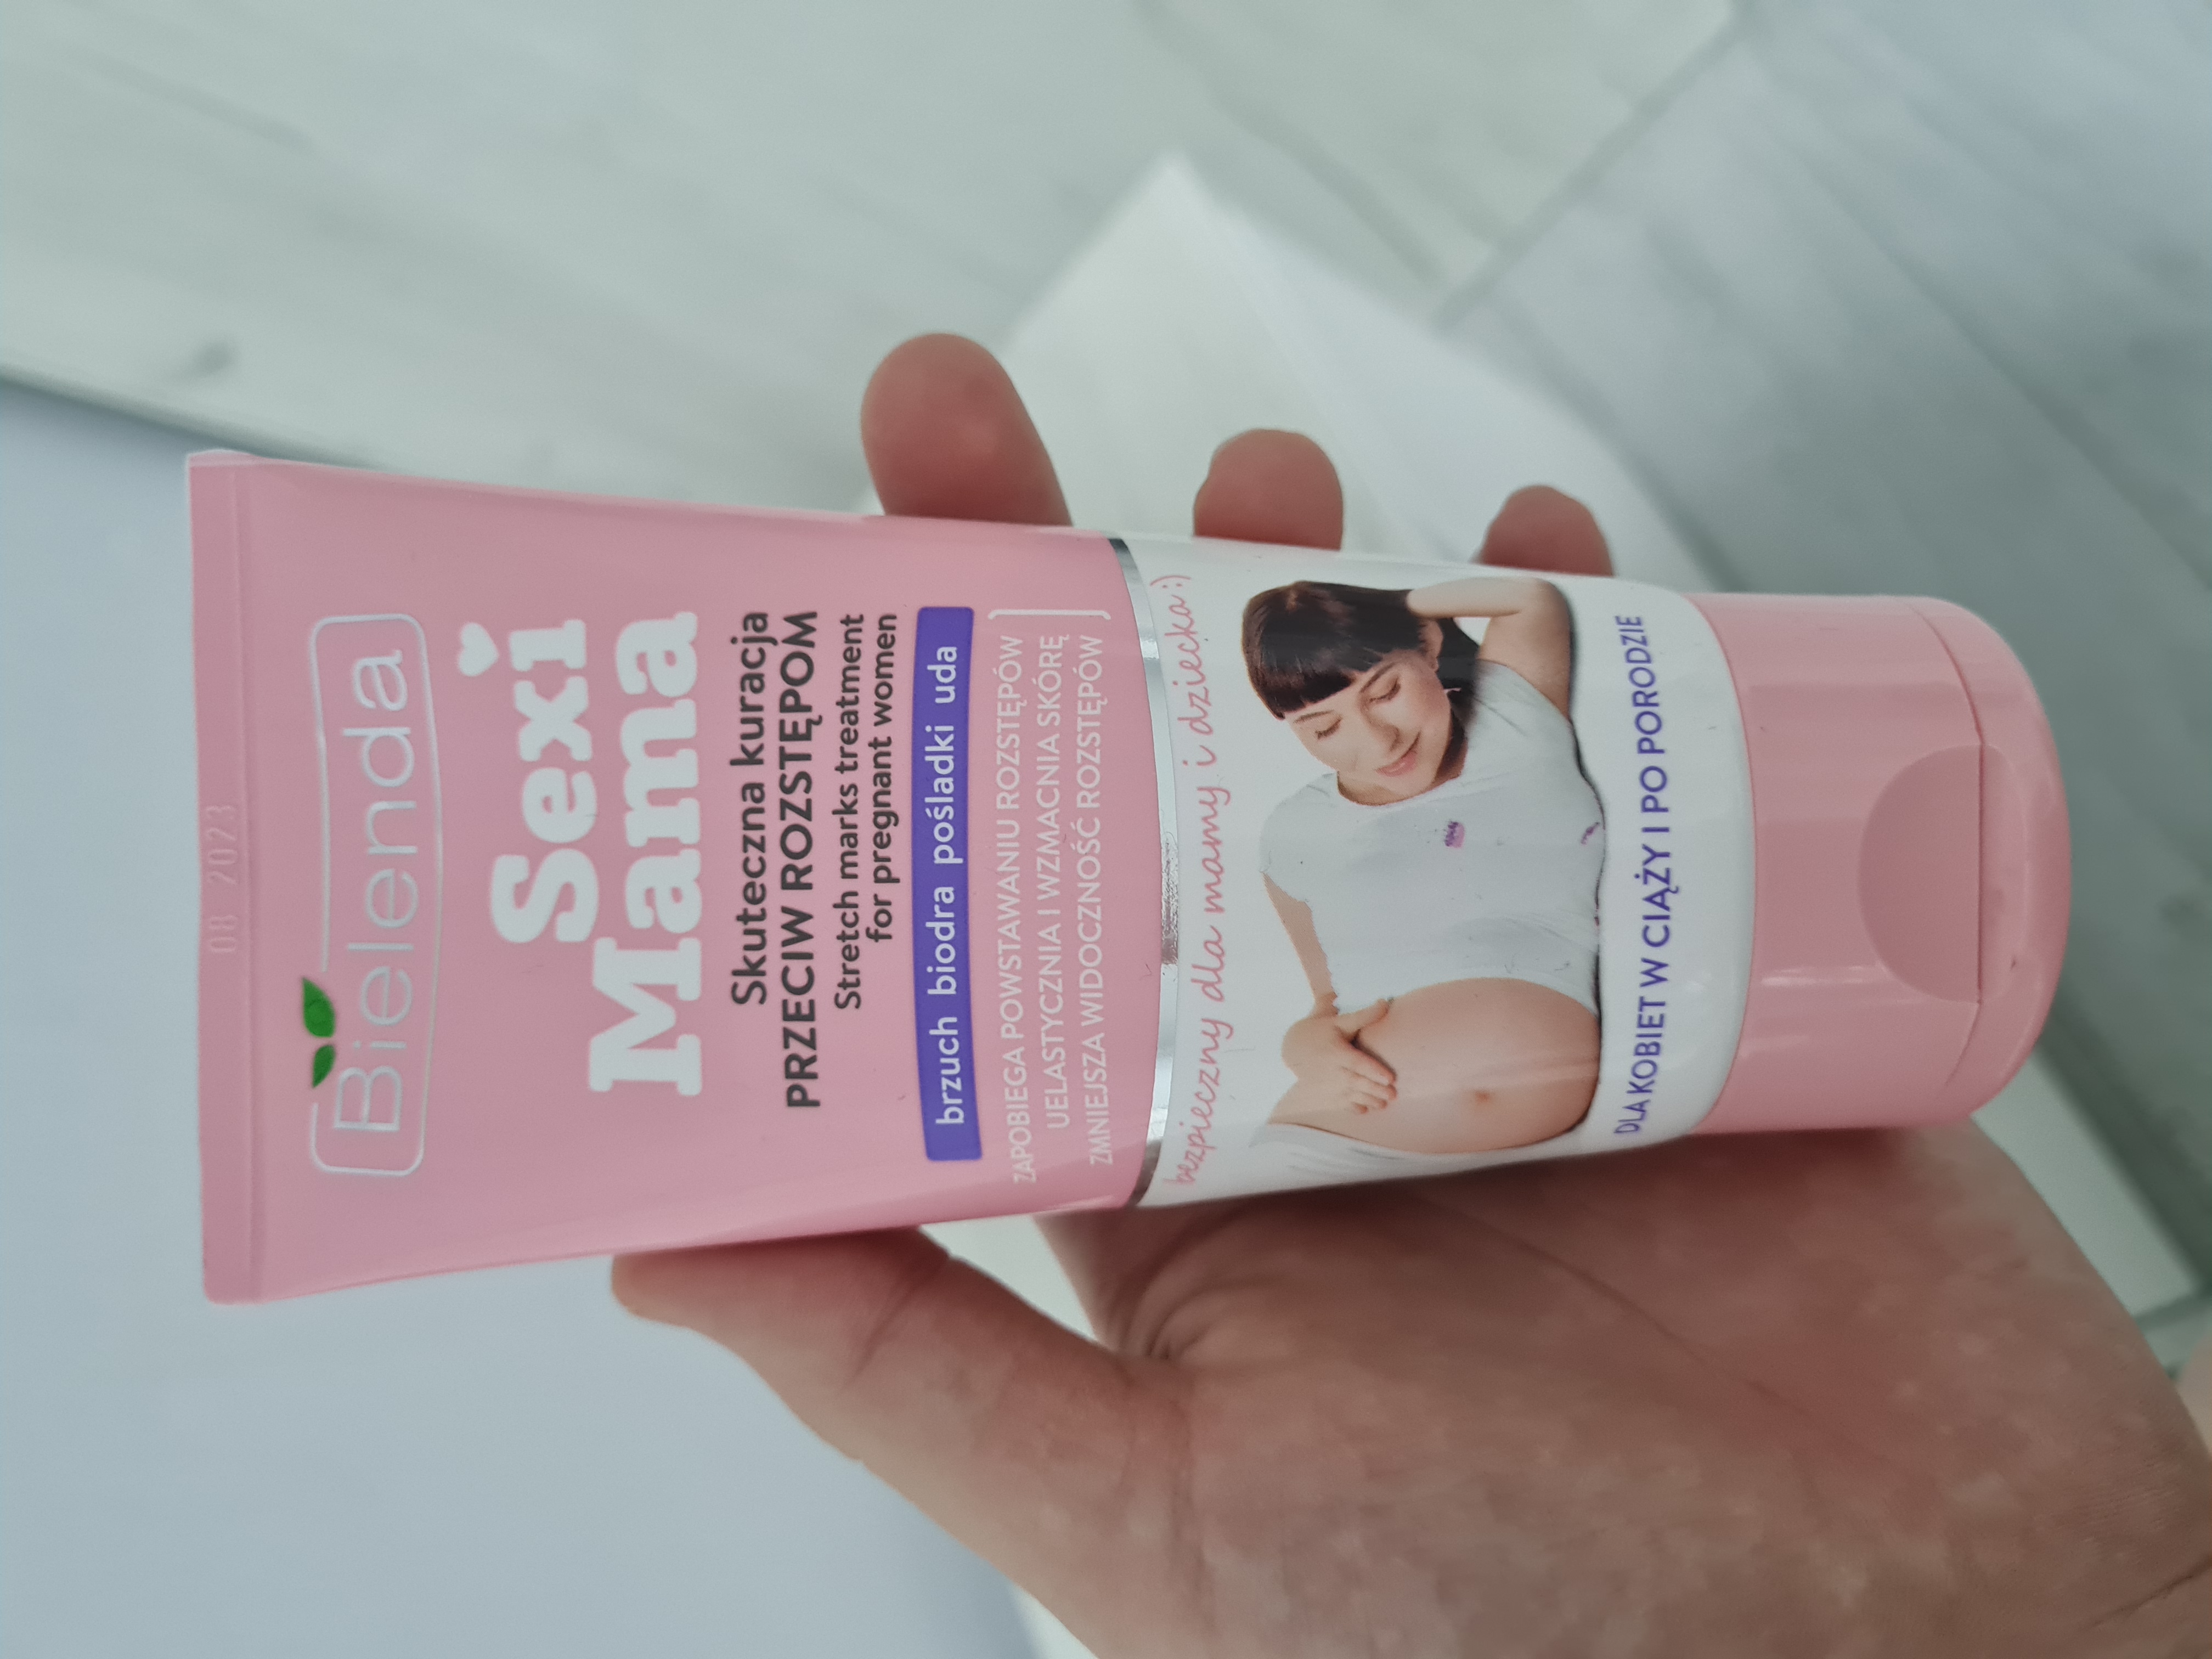 08 2023
Bielenda
Sexi
Mama
Skuteczna kuracja
PRZECIW ROZSTĘPOM
Stretch marks treatment
for pregnant women
brzuch biodra pośladki uda
ZAPOBIEGA POWSTAWANIU ROZSTĘPÓW
UELASTYCZNIA I WZMACNIA SKÓRĘ
ZMNIEJSZA WIDOCZNOŚĆ ROZSTĘPÓW
bezpieczny dla mamy i dziecka :)
DLA KOBIET W CIĄŻY I PO PORODZIE